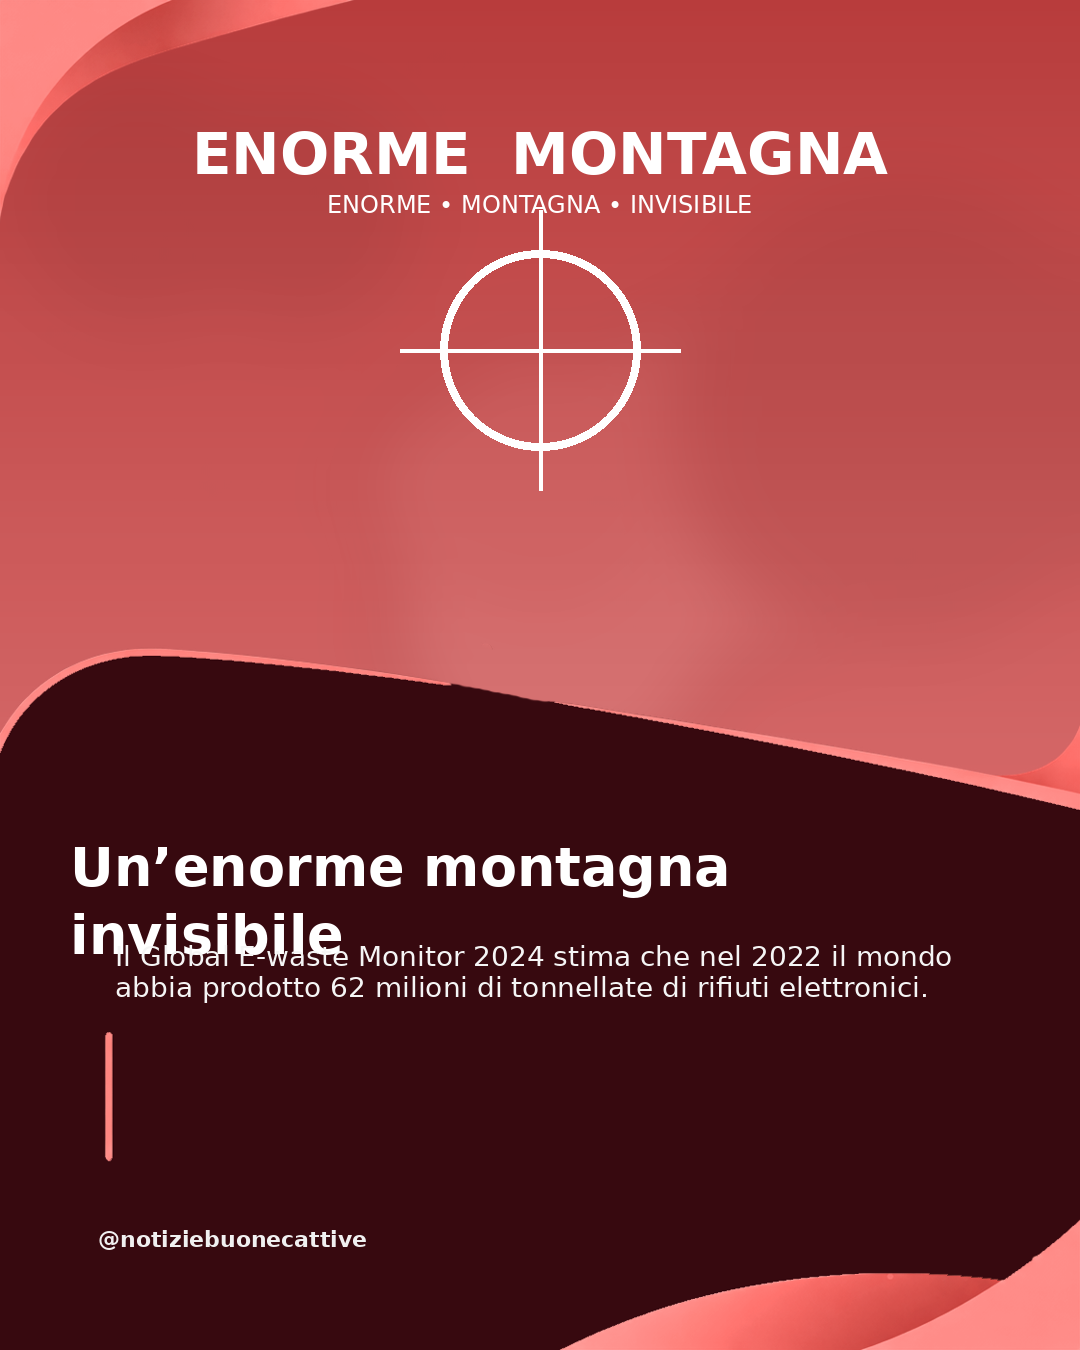 ENORME MONTAGNA
ENORME • MONTAGNA • INVISIBILE
Un’enorme montagna
invisibile
Il Global E-waste Monitor 2024 stima che nel 2022 il mondo
abbia prodotto 62 milioni di tonnellate di rifiuti elettronici.
@notiziebuonecattive